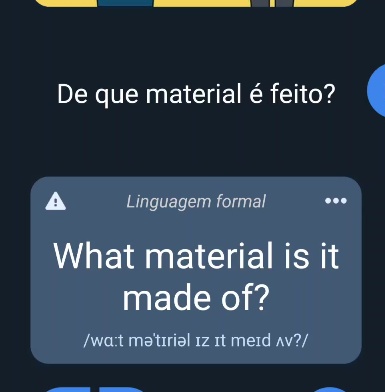 De que material é feito?
Linguagem formal
What material is it
made of?
/wɑːt məˈtɪriəl ɪz ɪt meɪd ʌv?/